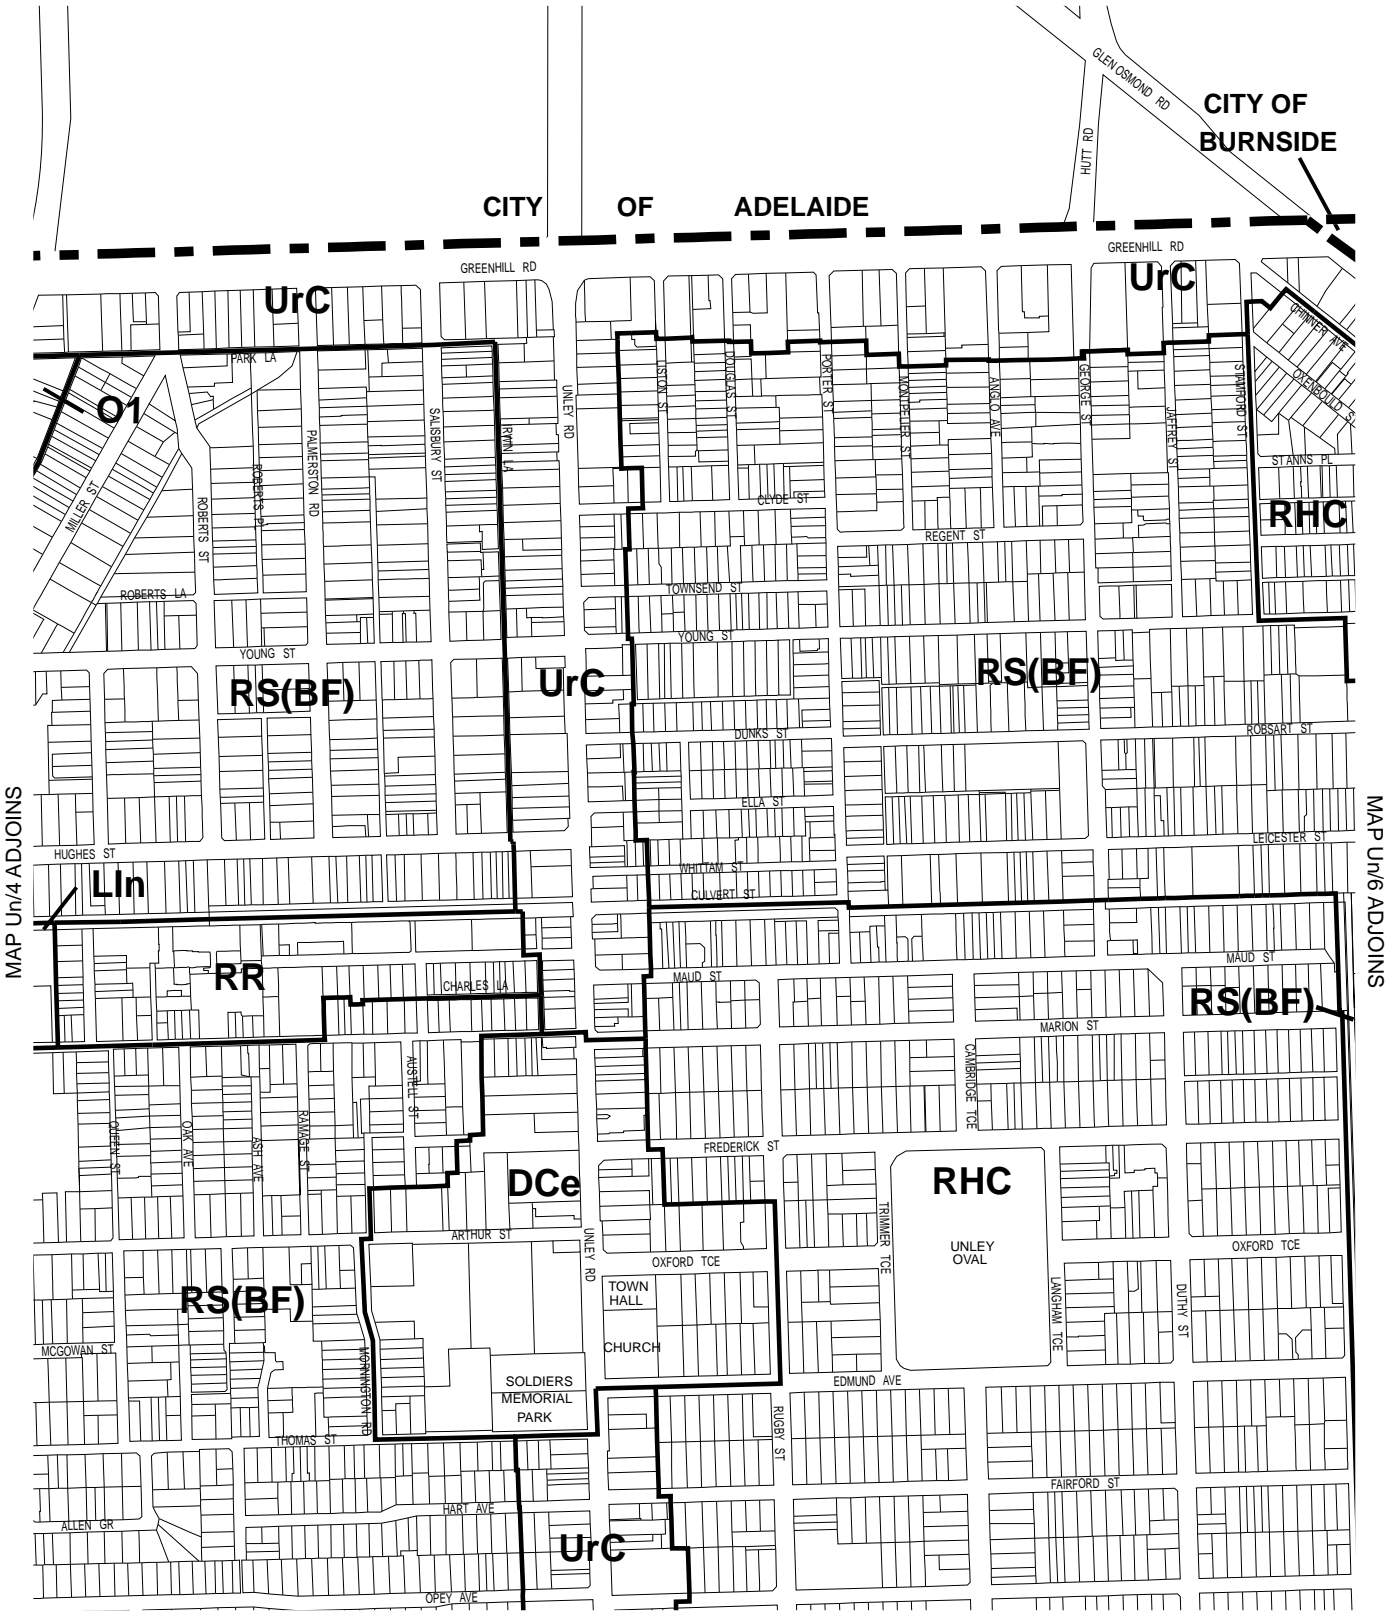 GLEN OSMOND RD
CITY OF
BURNSIDE
HUTT RD
CITY OF ADELAIDE
GREENHILL RD
GREENHILL RD
UrC
UrC
CHINNER AVE
PARK LA
OXENBOULD ST
O1
UNLEY RD
LISTON ST
DOUGLAS ST
PORTER ST
MONTPELIER ST
ANGLO AVE
GEORGE ST
JAFFREY ST
STAMFORD ST
SALISBURY ST
IRWIN LA
PALMERSTON RD
ROBERTS PL
ROBERTS ST
MILLER ST
ST ANNS PL
CLYDE ST
RHC
REGENT ST
ROBERTS LA
TOWNSEND ST
YOUNG ST
YOUNG ST
RS(BF)
UrC
RS(BF)
DUNKS ST
ROBSART ST
ELLA ST
MAP Un/4 ADJOINS
MAP Un/6 ADJOINS
HUGHES ST
LEICESTER ST
WHITTAM ST
LIn
CULVERT ST
RR
MAUD ST
MAUD ST
CHARLES LA
RS(BF)
MARION ST
AUSTELL ST
CAMBRIDGE TCE
QUEEN ST
OAK AVE
ASH AVE
RAMAGE ST
FREDERICK ST
DCe
RHC
ARTHUR ST
UNLEY RD
TRIMMER TCE
UNLEY
OVAL
OXFORD TCE
OXFORD TCE
RS(BF)
TOWN
HALL
LANGHAM TCE
DUTHY ST
MCGOWAN ST
CHURCH
MORNINGTON RD
SOLDIERS
MEMORIAL
PARK
EDMUND AVE
RUGBY ST
THOMAS ST
FAIRFORD ST
HART AVE
ALLEN GR
UrC
OPEY AVE